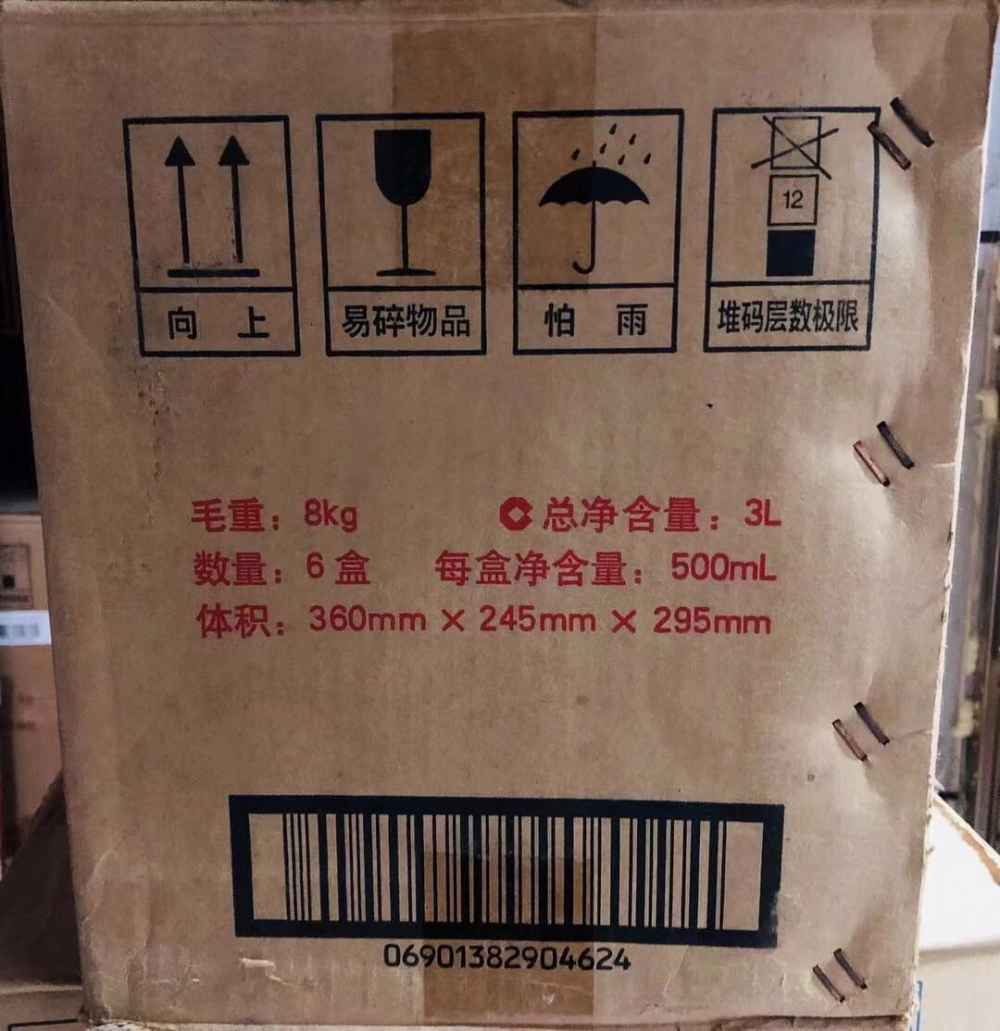 12
向上
易碎物品
怕雨
堆码层数极限
毛重：8kg 总净含量：3L
数量：6盒 每盒净含量：500mL
体积：360mm × 245mm × 295mm
06901382904624